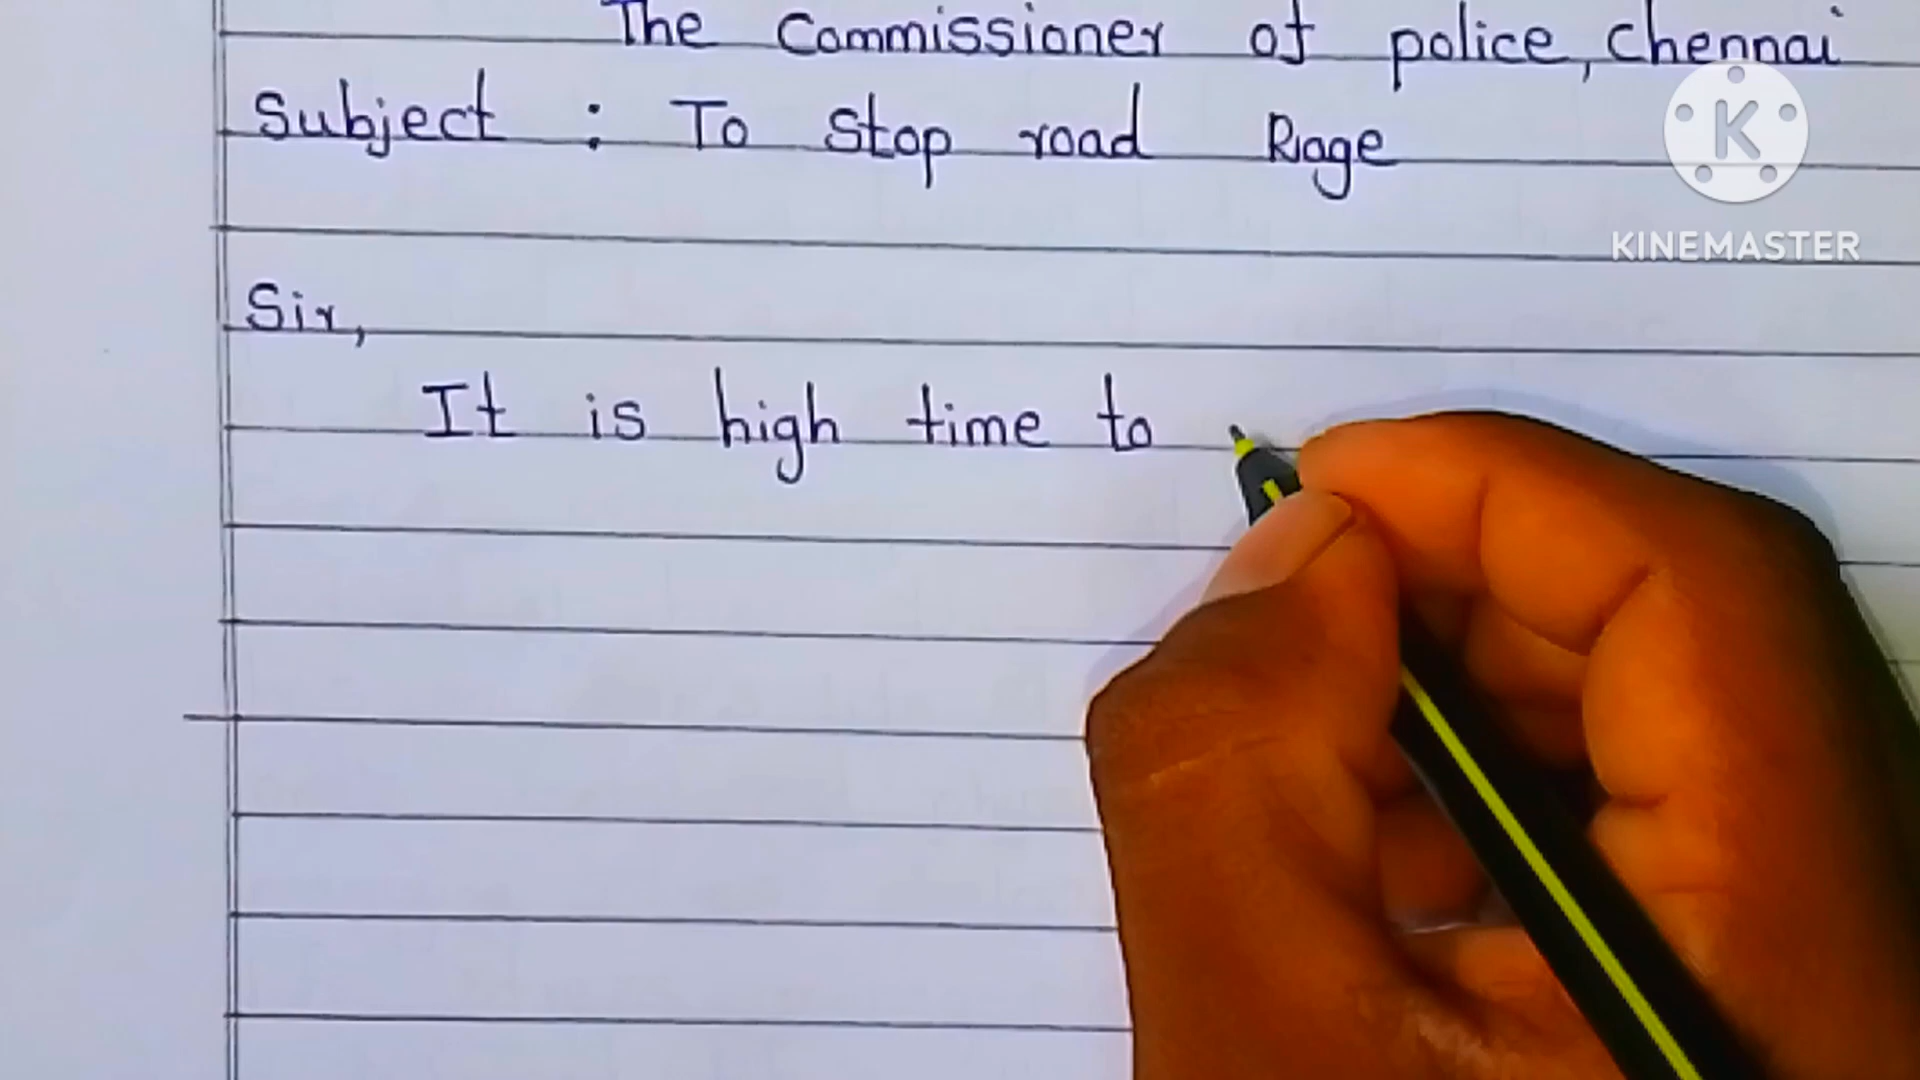 The Commissioner of police, Chennai
Subject : To Stop road Rage
K
KINEMASTER
Sir,
It is high time to